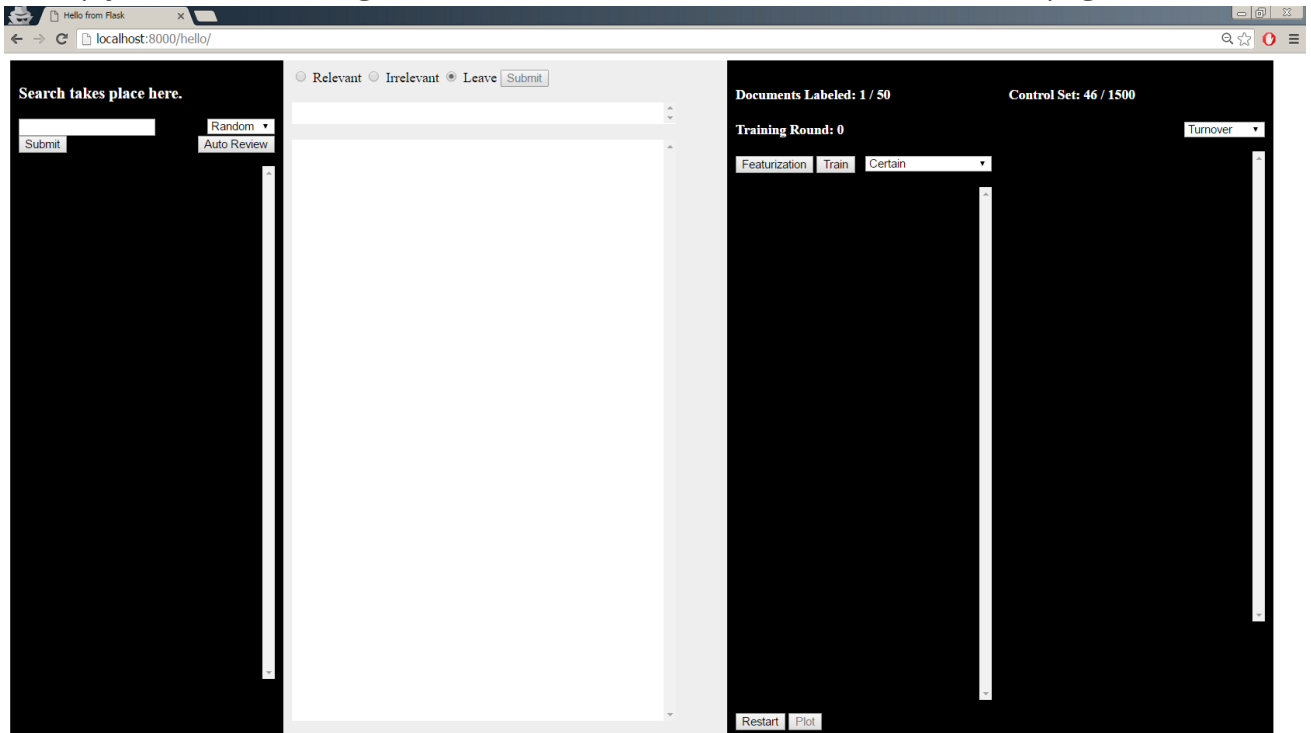 Hello from Flask
localhost:8000/hello/
Search takes place here.
Random
Submit
Auto Review
Relevant Irrelevant Leave Submit
Documents Labeled: 1 / 50
Control Set: 46 / 1500
Training Round: 0
Turnover
Featurization Train Certain
Restart Plot